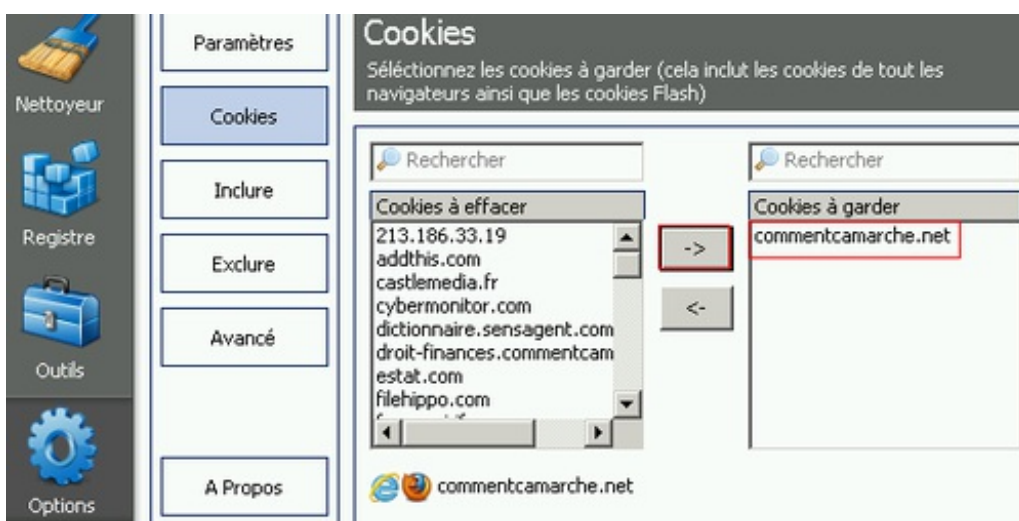 Nettoyeur
Registre
Outils
Options
Paramètres
Cookies
Inclure
Exclure
Avancé
A Propos
Cookies
Séléctionnez les cookies à garder (cela inclut les cookies de tout les
navigateurs ainsi que les cookies Flash)
Rechercher
Cookies à effacer
213.186.33.19
addthis.com
castlemedia.fr
cybermonitor.com
dictionnaire.sensagent.com
droit-finances.commentcam
estat.com
filehippo.com
->
<-
Rechercher
Cookies à garder
commentcamarche.net
commentcamarche.net